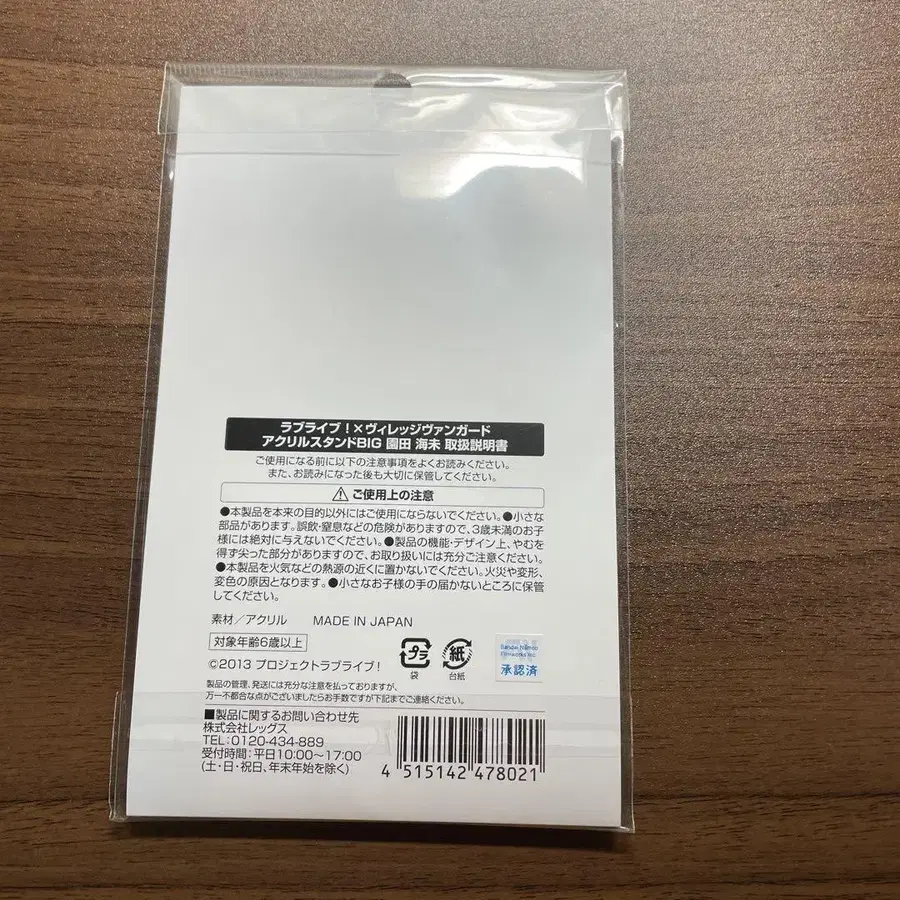 ラブライブ！×ヴィレッジヴァンガード
アクリルスタンドBIG 園田 海未 取扱説明書
ご使用になる前に以下の注意事項をよくお読みください。
また、お読みになった後も大切に保管してください。
⚠ ご使用上の注意
●本製品を本来の目的以外にはご使用にならないでください。●小さな
部品があります。誤飲・窒息などの危険がありますので、3歳未満のお子
様には絶対に与えないでください。●製品の機能・デザイン上、やむを
得ず尖った部分がありますので、お取り扱いには充分ご注意ください。
●本製品を火気などの熱源の近くに置かないでください。火災や変形、
変色の原因となります。●小さなお子様の手の届かないところに保管
してください。
素材／アクリル MADE IN JAPAN
対象年齢6歳以上
プラ 紙
袋 台紙
Bandai Namco
Filmworks Inc.
承認済
©2013 プロジェクトラブライブ！
製品の管理、発送には充分な注意を払っておりますが、
万一不都合な点がございましたらお手数ですが下記までご連絡ください。
■製品に関するお問い合わせ先
株式会社レッグス
TEL:0120-434-889
受付時間:平日10:00〜17:00
(土・日・祝日、年末年始を除く)
4 515142 478021